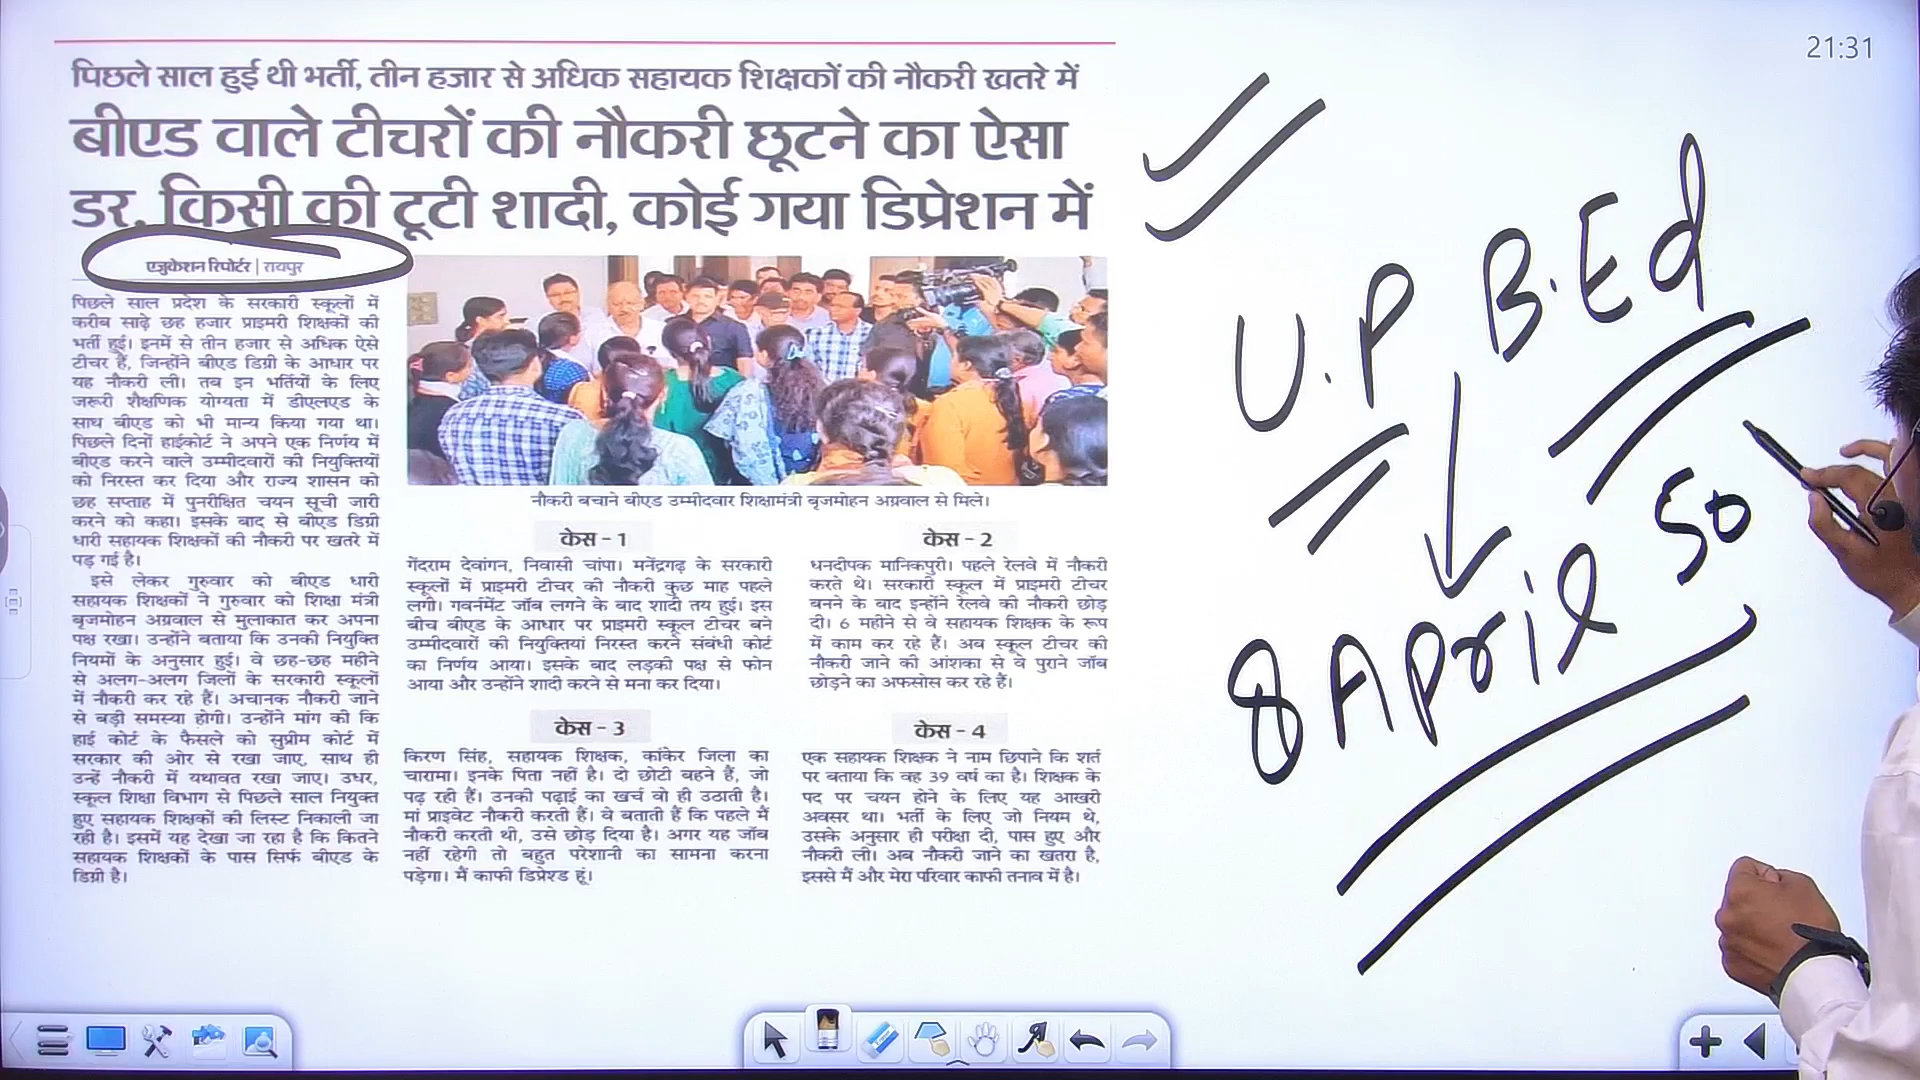 21:31
पिछले साल हुई थी भर्ती, तीन हजार से अधिक सहायक शिक्षकों की नौकरी खतरे में
बीएड वाले टीचरों की नौकरी छूटने का ऐसा
डर, किसी की टूटी शादी, कोई गया डिप्रेशन में
एजुकेशन रिपोर्टर | रायपुर
पिछले साल प्रदेश के सरकारी स्कूलों में
करीब साढ़े छह हजार प्राइमरी शिक्षकों की
भर्ती हुई। इनमें से तीन हजार से अधिक ऐसे
टीचर हैं, जिन्होंने बीएड डिग्री के आधार पर
यह नौकरी ली। तब इन भर्तियों के लिए
जरूरी शैक्षणिक योग्यता में डीएलएड के
साथ बीएड को भी मान्य किया गया था।
पिछले दिनों हाईकोर्ट ने अपने एक निर्णय में
बीएड करने वाले उम्मीदवारों की नियुक्तियों
को निरस्त कर दिया और राज्य शासन को
छह सप्ताह में पुनरीक्षित चयन सूची जारी
करने को कहा। इसके बाद से बीएड डिग्री
धारी सहायक शिक्षकों की नौकरी पर खतरे में
पड़ गई है।
इसे लेकर गुरुवार को बीएड धारी
सहायक शिक्षकों ने गुरुवार को शिक्षा मंत्री
बृजमोहन अग्रवाल से मुलाकात कर अपना
पक्ष रखा। उन्होंने बताया कि उनकी नियुक्ति
नियमों के अनुसार हुई। वे छह-छह महीने
से अलग-अलग जिलों के सरकारी स्कूलों
में नौकरी कर रहे हैं। अचानक नौकरी जाने
से बड़ी समस्या होगी। उन्होंने मांग की कि
हाई कोर्ट के फैसले को सुप्रीम कोर्ट में
सरकार की ओर से रखा जाए, साथ ही
उन्हें नौकरी में यथावत रखा जाए। उधर,
स्कूल शिक्षा विभाग से पिछले साल नियुक्त
हुए सहायक शिक्षकों की लिस्ट निकाली जा
रही है। इसमें यह देखा जा रहा है कि कितने
सहायक शिक्षकों के पास सिर्फ बीएड के
डिग्री है।
नौकरी बचाने बीएड उम्मीदवार शिक्षामंत्री बृजमोहन अग्रवाल से मिले।
केस - 1
गेंदराम देवांगन, निवासी चांपा। मनेंद्रगढ़ के सरकारी
स्कूलों में प्राइमरी टीचर की नौकरी कुछ माह पहले
लगी। गवर्नमेंट जॉब लगने के बाद शादी तय हुई। इस
बीच बीएड के आधार पर प्राइमरी स्कूल टीचर बने
उम्मीदवारों की नियुक्तियां निरस्त करने संबंधी कोर्ट
का निर्णय आया। इसके बाद लड़की पक्ष से फोन
आया और उन्होंने शादी करने से मना कर दिया।
केस - 2
धनदीपक मानिकपुरी। पहले रेलवे में नौकरी
करते थे। सरकारी स्कूल में प्राइमरी टीचर
बनने के बाद इन्होंने रेलवे की नौकरी छोड़
दी। 6 महीने से वे सहायक शिक्षक के रूप
में काम कर रहे हैं। अब स्कूल टीचर की
नौकरी जाने की आंशका से वे पुराने जॉब
छोड़ने का अफसोस कर रहे हैं।
केस - 3
किरण सिंह, सहायक शिक्षक, कांकेर जिला का
चारामा। इनके पिता नहीं है। दो छोटी बहने हैं, जो
पढ़ रही हैं। उनकी पढ़ाई का खर्च वो ही उठाती है।
मां प्राइवेट नौकरी करती हैं। वे बताती हैं कि पहले मैं
नौकरी करती थी, उसे छोड़ दिया है। अगर यह जॉब
नहीं रहेगी तो बहुत परेशानी का सामना करना
पड़ेगा। मैं काफी डिप्रेश्ड हूं।
केस - 4
एक सहायक शिक्षक ने नाम छिपाने कि शर्त
पर बताया कि वह 39 वर्ष का है। शिक्षक के
पद पर चयन होने के लिए यह आखरी
अवसर था। भर्ती के लिए जो नियम थे,
उसके अनुसार ही परीक्षा दी, पास हुए और
नौकरी ली। अब नौकरी जाने का खतरा है,
इससे मैं और मेरा परिवार काफी तनाव में है।
U.P B.Ed
8 April 50